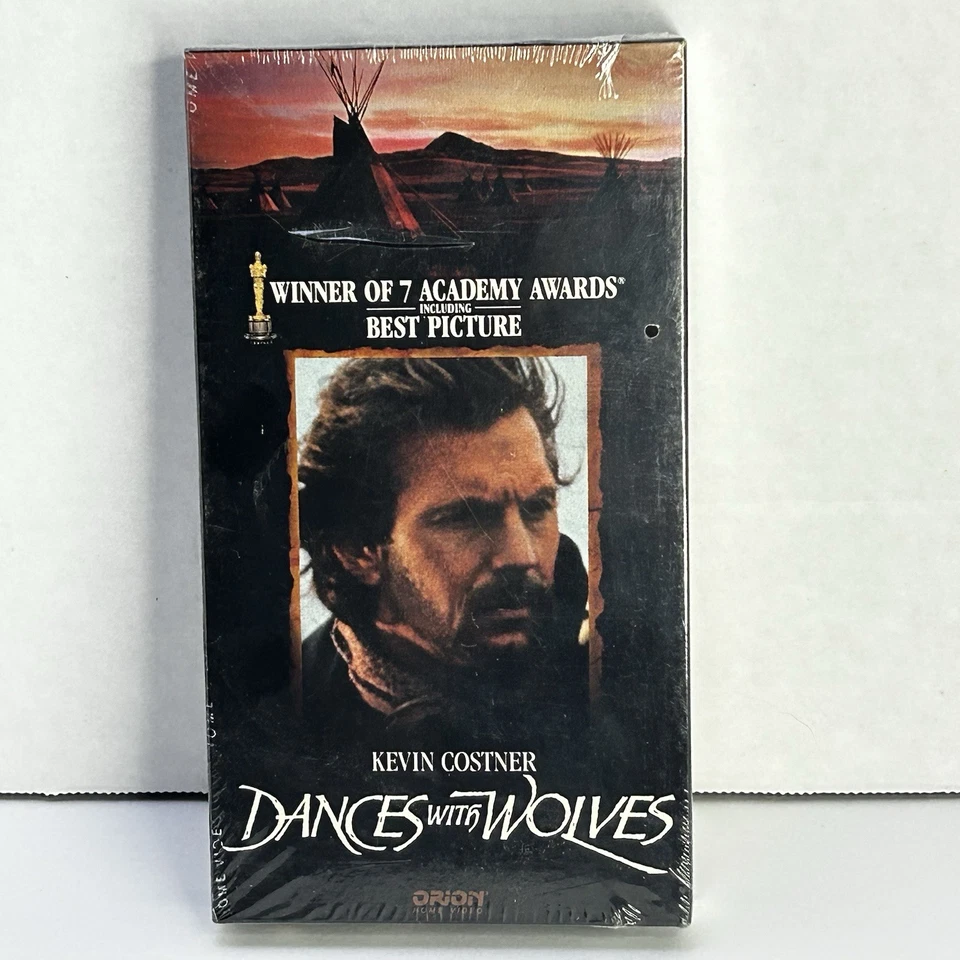 WINNER OF 7 ACADEMY AWARDS®
INCLUDING
BEST PICTURE
KEVIN COSTNER
DANCES WITH WOLVES
ORION
HOME VIDEO